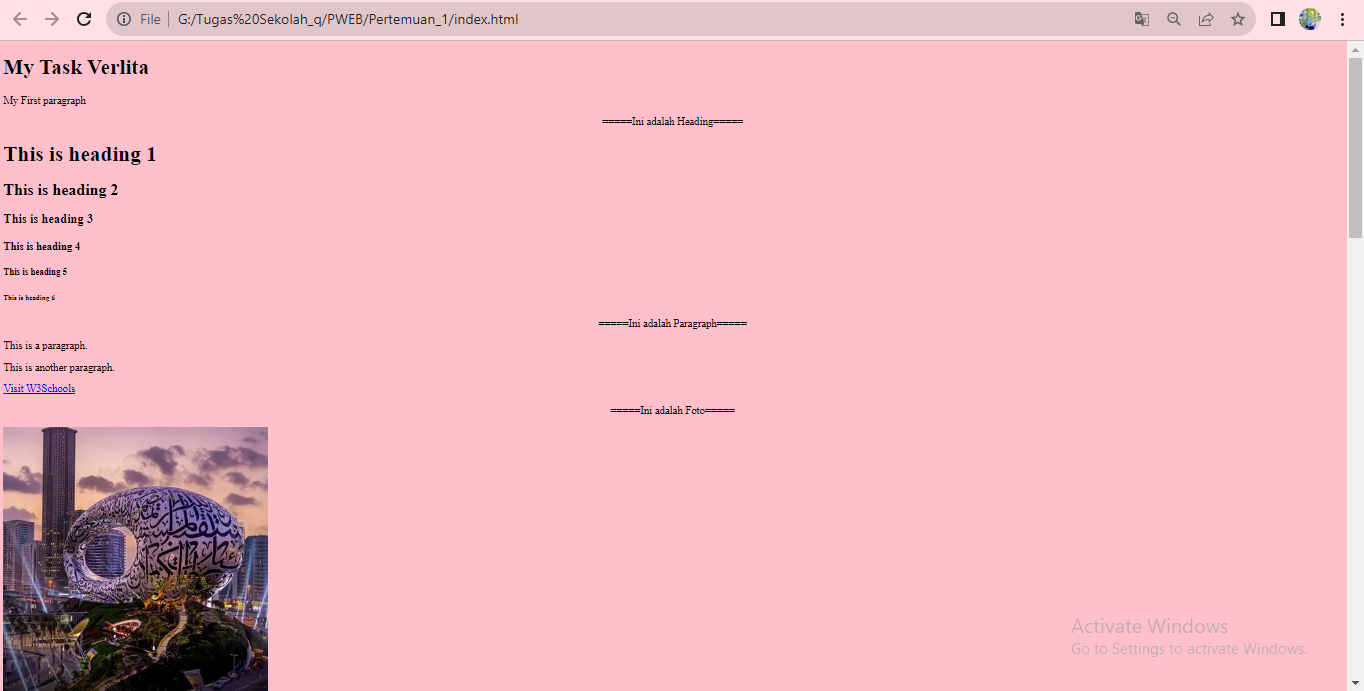 File
G:/Tugas%20Sekolah_q/PWEB/Pertemuan_1/index.html
My Task Verlita
My First paragraph
=====Ini adalah Heading=====
This is heading 1
This is heading 2
This is heading 3
This is heading 4
This is heading 5
This is heading 6
=====Ini adalah Paragraph=====
This is a paragraph.
This is another paragraph.
Visit W3Schools
=====Ini adalah Foto=====
Activate Windows
Go to Settings to activate Windows.